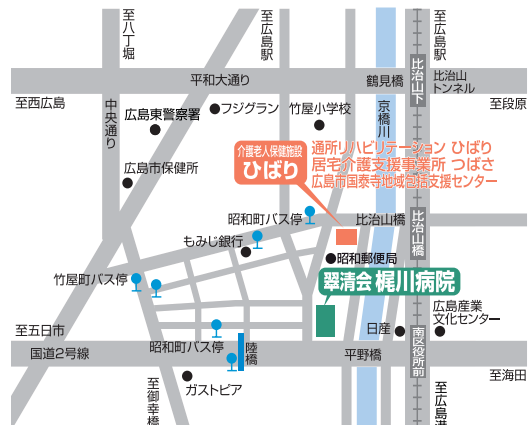 至八丁堀
至広島駅
至広島駅
平和大通り
鶴見橋
比治山下
比治山
トンネル
至西広島
至段原
中央通り
広島東警察署
フジグラン
竹屋小学校
京橋川
広島市保健所
介護老人保健施設
ひばり
通所リハビリテーション ひばり
居宅介護支援事業所 つばさ
広島市国泰寺地域包括支援センター
昭和町バス停
比治山橋
比治山橋
もみじ銀行
昭和郵便局
竹屋町バス停
翠清会 梶川病院
広島産業
文化センター
至五日市
日産
国道2号線
昭和町バス停
陸橋
平野橋
南区役所前
至海田
至御幸橋
ガストピア
至広島港